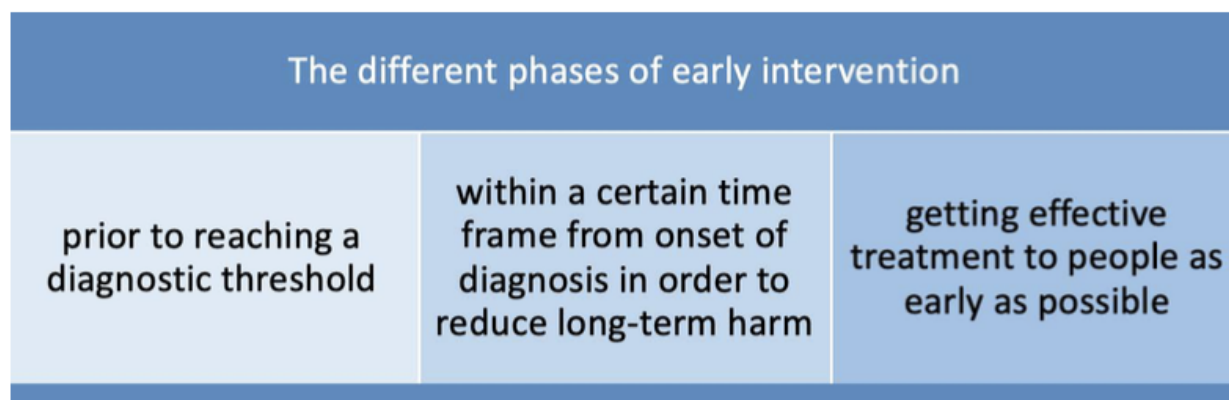 The different phases of early intervention
prior to reaching a
diagnostic threshold
within a certain time
frame from onset of
diagnosis in order to
reduce long-term harm
getting effective
treatment to people as
early as possible